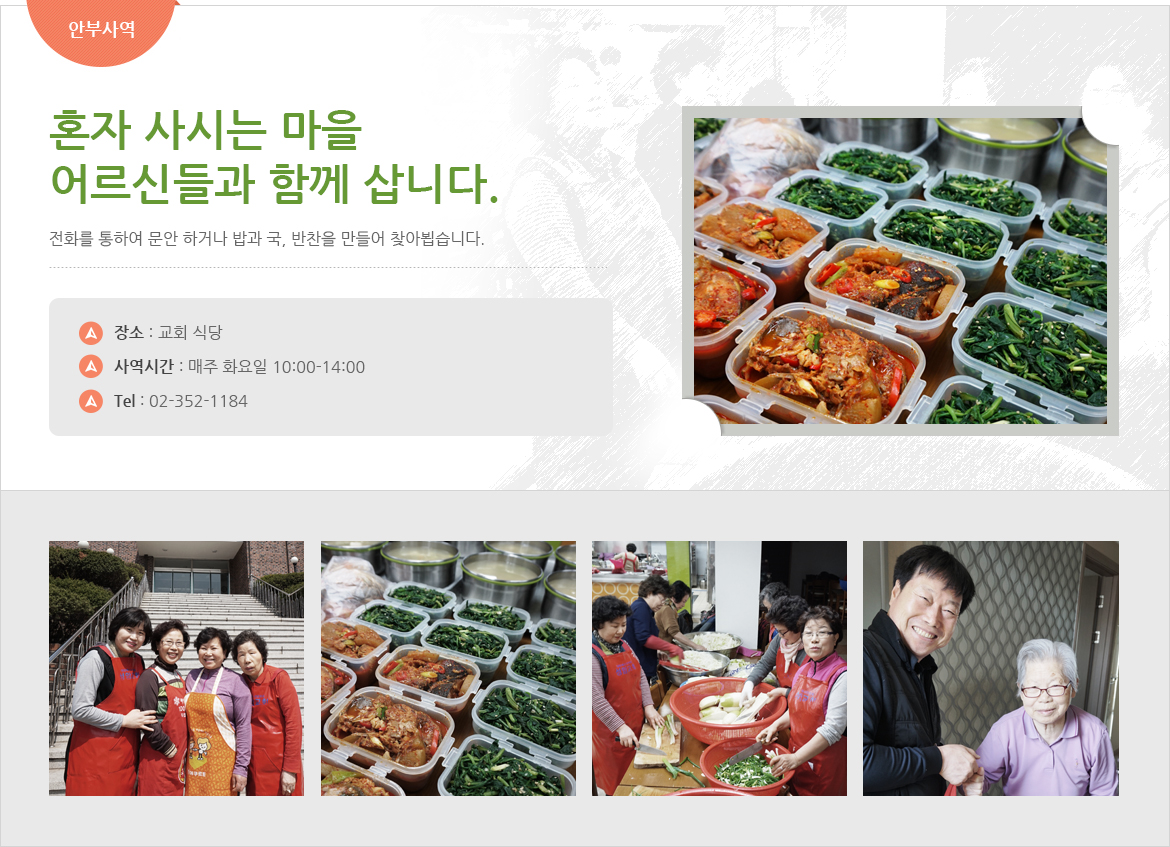 안부사역
혼자 사시는 마을
어르신들과 함께 삽니다.
전화를 통하여 문안 하거나 밥과 국, 반찬을 만들어 찾아뵙습니다.
장소 : 교회 식당
사역시간 : 매주 화요일 10:00-14:00
Tel : 02-352-1184